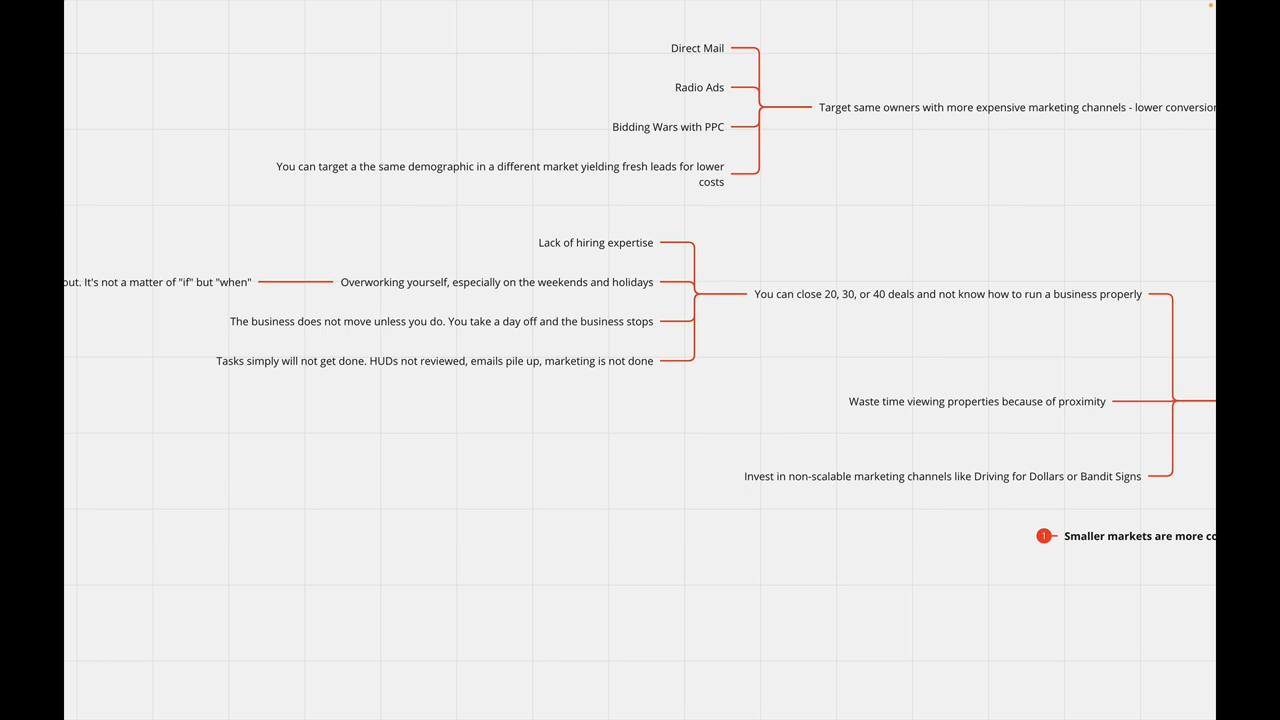 Direct Mail
Radio Ads
Target same owners with more expensive marketing channels - lower conversion
Bidding Wars with PPC
You can target a the same demographic in a different market yielding fresh leads for lower
costs
Lack of hiring expertise
out. It's not a matter of "if" but "when"
Overworking yourself, especially on the weekends and holidays
You can close 20, 30, or 40 deals and not know how to run a business properly
The business does not move unless you do. You take a day off and the business stops
Tasks simply will not get done. HUDs not reviewed, emails pile up, marketing is not done
Waste time viewing properties because of proximity
Invest in non-scalable marketing channels like Driving for Dollars or Bandit Signs
1
Smaller markets are more co